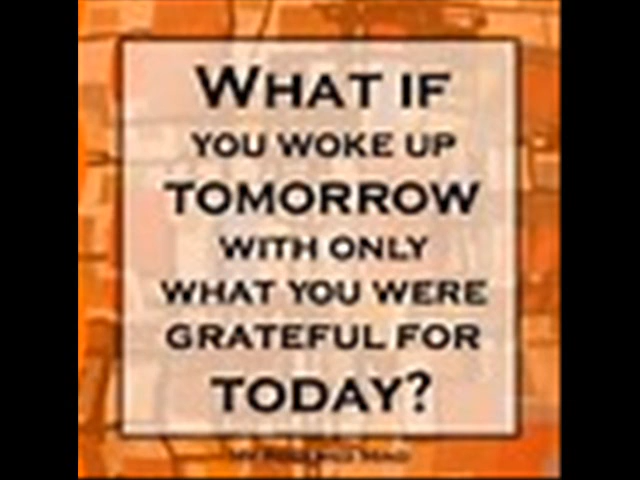 WHAT IF
YOU WOKE UP
TOMORROW
WITH ONLY
WHAT YOU WERE
GRATEFUL FOR
TODAY?